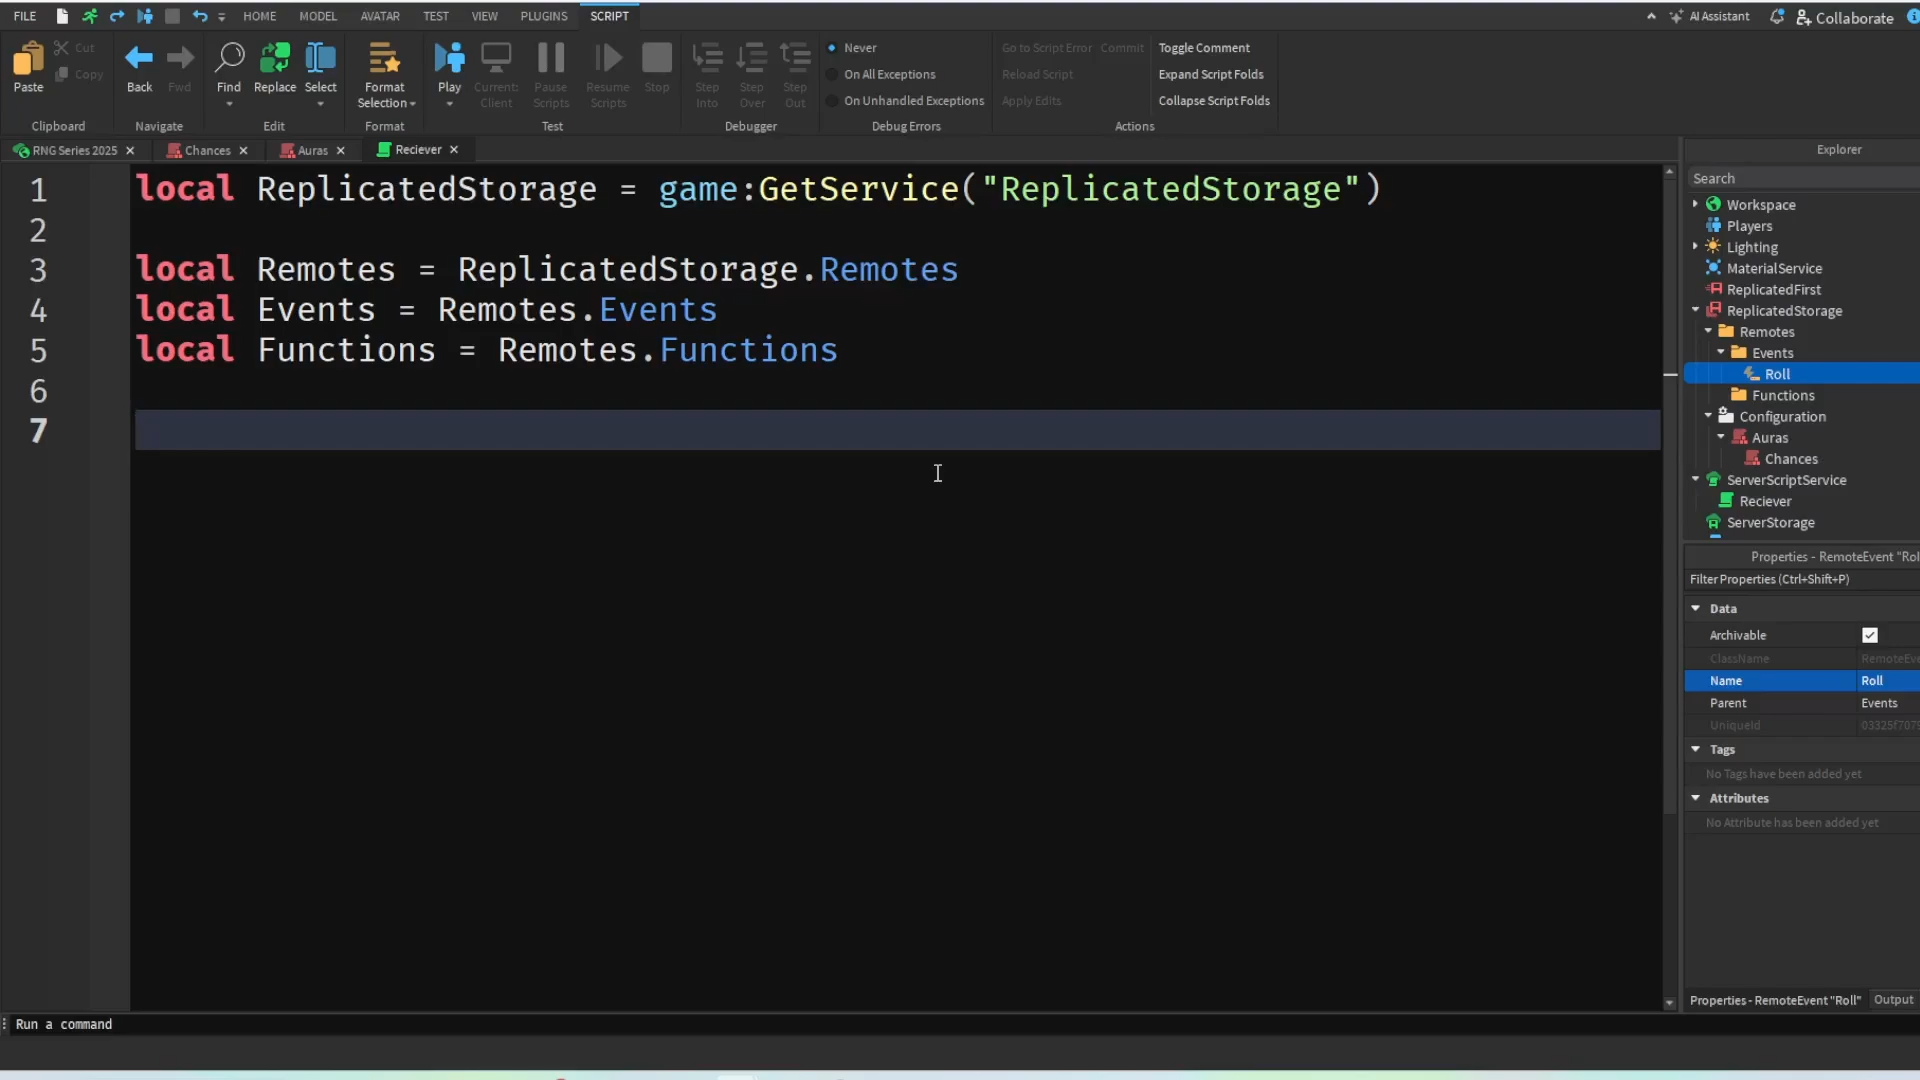 FILE HOME MODEL AVATAR TEST VIEW PLUGINS SCRIPT AI Assistant Collaborate
Paste Cut Copy Clipboard
Back Fwd Navigate
Find Replace Select Edit
Format Selection Format
Play Current Client Pause Scripts Resume Scripts Stop Test
Step Into Step Over Step Out Debugger
Never
On All Exceptions
On Unhandled Exceptions
Debug Errors
Go to Script Error Commit Toggle Comment
Reload Script Expand Script Folds
Apply Edits Collapse Script Folds
Actions
RNG Series 2025 Chances Auras Reciever
1 local ReplicatedStorage = game:GetService("ReplicatedStorage")
2
3 local Remotes = ReplicatedStorage.Remotes
4 local Events = Remotes.Events
5 local Functions = Remotes.Functions
6
7
Explorer
Search
Workspace
Players
Lighting
MaterialService
ReplicatedFirst
ReplicatedStorage
Remotes
Events
Roll
Functions
Configuration
Auras
Chances
ServerScriptService
Reciever
ServerStorage
Properties - RemoteEvent "Rol
Filter Properties (Ctrl+Shift+P)
Data
Archivable
ClassName RemoteEve
Name Roll
Parent Events
UniqueId 03325f707
Tags
No Tags have been added yet
Attributes
No Attribute has been added yet
Properties - RemoteEvent "Roll" Output
Run a command